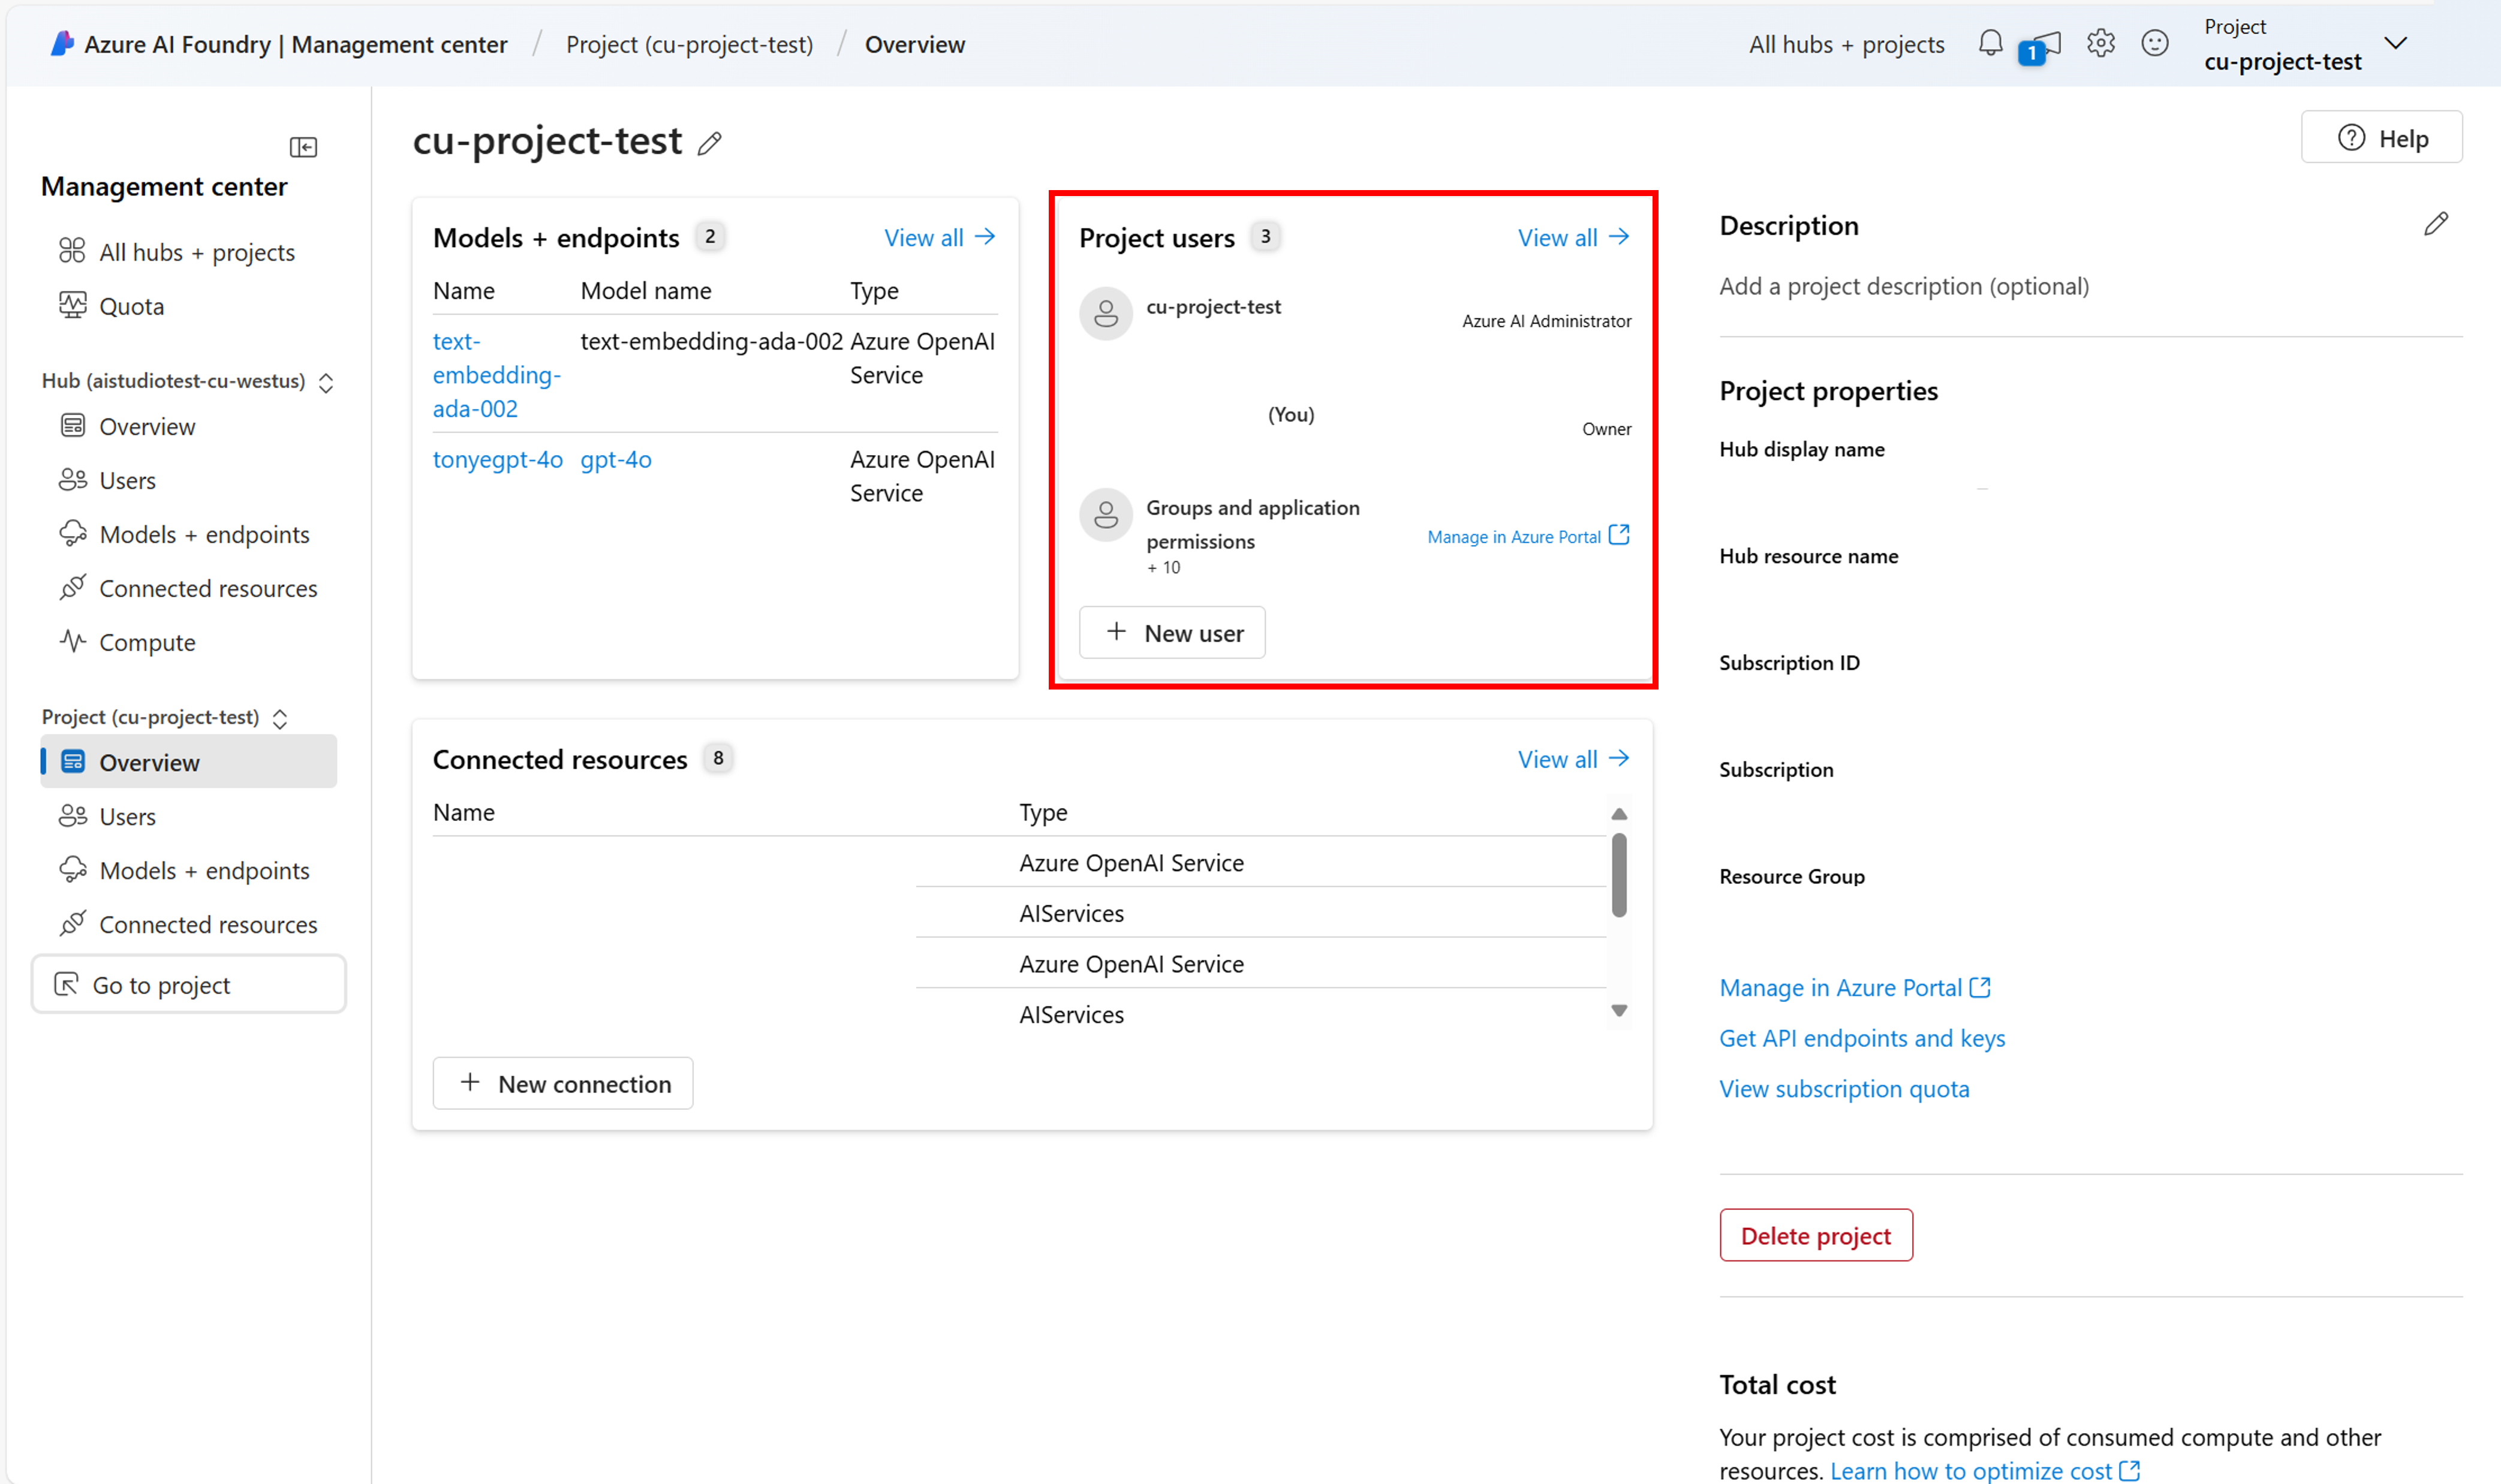 Azure AI Foundry | Management center / Project (cu-project-test) / Overview
All hubs + projects
1
Project
cu-project-test
Management center
All hubs + projects
Quota
Hub (aistudiotest-cu-westus)
Overview
Users
Models + endpoints
Connected resources
Compute
Project (cu-project-test)
Overview
Users
Models + endpoints
Connected resources
Go to project
cu-project-test
Help
Models + endpoints 2
View all
Name Model name Type
text-
embedding-
ada-002
text-embedding-ada-002
Azure OpenAI
Service
tonyegpt-4o gpt-4o Azure OpenAI
Service
Project users 3
View all
cu-project-test
Azure AI Administrator
(You)
Owner
Groups and application
permissions
+ 10
Manage in Azure Portal
+ New user
Connected resources 8
View all
Name Type
Azure OpenAI Service
AIServices
Azure OpenAI Service
AIServices
+ New connection
Description
Add a project description (optional)
Project properties
Hub display name
Hub resource name
Subscription ID
Subscription
Resource Group
Manage in Azure Portal
Get API endpoints and keys
View subscription quota
Delete project
Total cost
Your project cost is comprised of consumed compute and other
resources. Learn how to optimize cost